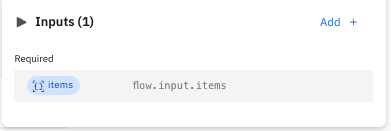 Inputs (1)
Add +
Required
[] items
flow.input.items